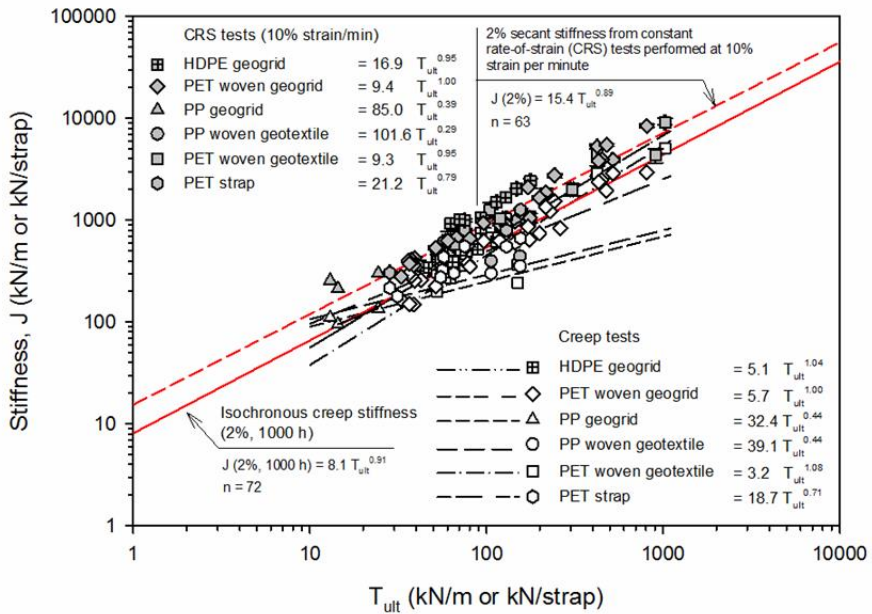 CRS tests (10% strain/min)
HDPE geogrid = 16.9 T_ult^0.95
PET woven geogrid = 9.4 T_ult^1.00
PP geogrid = 85.0 T_ult^0.39
PP woven geotextile = 101.6 T_ult^0.29
PET woven geotextile = 9.3 T_ult^0.95
PET strap = 21.2 T_ult^0.79
2% secant stiffness from constant
rate-of-strain (CRS) tests performed at 10%
strain per minute
J (2%) = 15.4 T_ult^0.89
n = 63
Stiffness, J (kN/m or kN/strap)
100000
10000
1000
100
10
1
Isochronous creep stiffness
(2%, 1000 h)
J (2%, 1000 h) = 8.1 T_ult^0.91
n = 72
Creep tests
HDPE geogrid = 5.1 T_ult^1.04
PET woven geogrid = 5.7 T_ult^1.00
PP geogrid = 32.4 T_ult^0.44
PP woven geotextile = 39.1 T_ult^0.44
PET woven geotextile = 3.2 T_ult^1.08
PET strap = 18.7 T_ult^0.71
1 10 100 1000 10000
T_ult (kN/m or kN/strap)